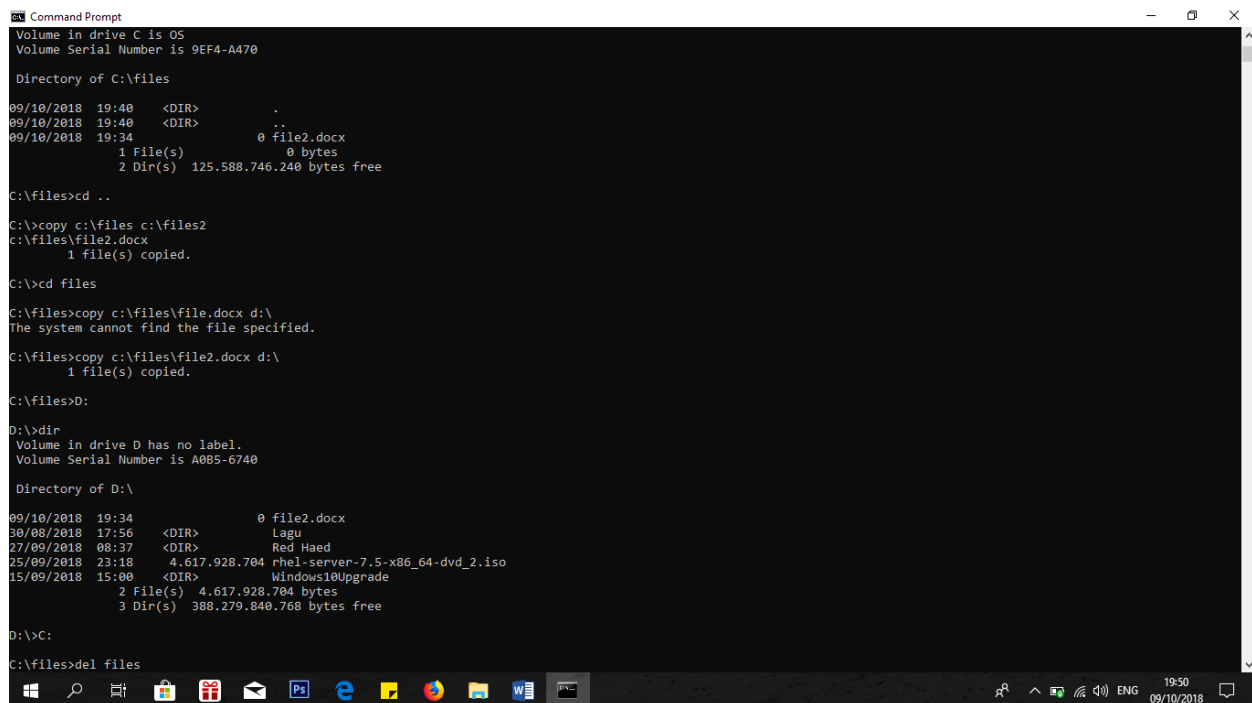 Command Prompt
Volume in drive C is OS
Volume Serial Number is 9EF4-A470
Directory of C:\files
09/10/2018  19:40    <DIR>          .
09/10/2018  19:40    <DIR>          ..
09/10/2018  19:34                 0 file2.docx
1 File(s)              0 bytes
2 Dir(s)  125.588.746.240 bytes free
C:\files>cd ..
C:\>copy c:\files c:\files2
c:\files\file2.docx
1 file(s) copied.
C:\>cd files
C:\files>copy c:\files\file.docx d:\
The system cannot find the file specified.
C:\files>copy c:\files\file2.docx d:\
1 file(s) copied.
C:\files>D:
D:\>dir
Volume in drive D has no label.
Volume Serial Number is A0B5-6740
Directory of D:\
09/10/2018  19:34                 0 file2.docx
30/08/2018  17:56    <DIR>          Lagu
27/09/2018  08:37    <DIR>          Red Haed
25/09/2018  23:18     4.617.928.704 rhel-server-7.5-x86_64-dvd_2.iso
15/09/2018  15:00    <DIR>          Windows10Upgrade
2 File(s)  4.617.928.704 bytes
3 Dir(s)  388.279.840.768 bytes free
D:\>C:
C:\files>del files
Ps
ENG
19:50
09/10/2018